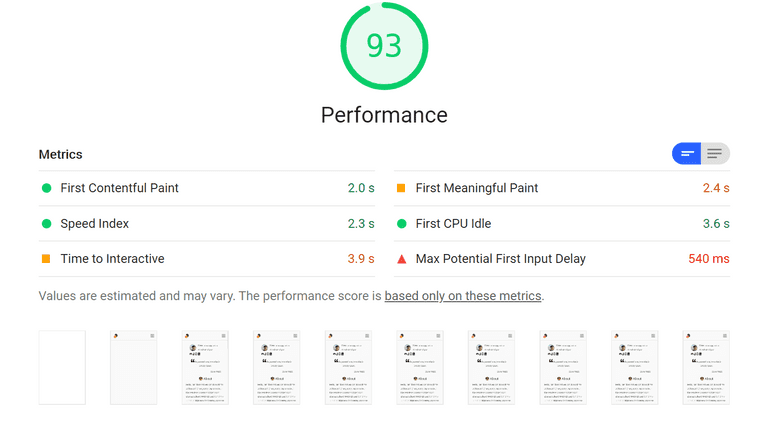 93
Performance
Metrics
First Contentful Paint 2.0 s
First Meaningful Paint 2.4 s
Speed Index 2.3 s
First CPU Idle 3.6 s
Time to Interactive 3.9 s
Max Potential First Input Delay 540 ms
Values are estimated and may vary. The performance score is based only on these metrics.